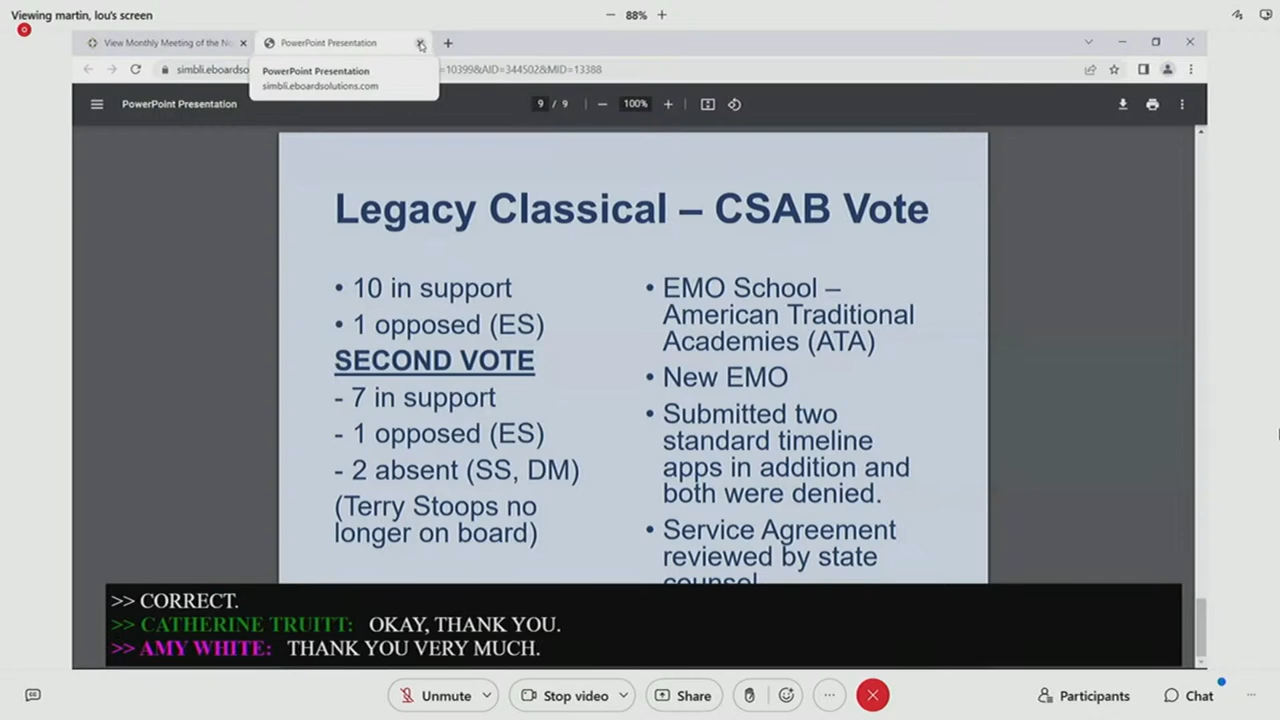 Viewing martin, lou's screen
88%
View Monthly Meeting of the No
PowerPoint Presentation
simbli.eboardso
=10399&AID=344502&MID=13388
PowerPoint Presentation
simbli.eboardsolutions.com
PowerPoint Presentation
9 / 9
100%
Legacy Classical – CSAB Vote
• 10 in support
• 1 opposed (ES)
SECOND VOTE
- 7 in support
- 1 opposed (ES)
- 2 absent (SS, DM)
(Terry Stoops no
longer on board)
• EMO School –
American Traditional
Academies (ATA)
• New EMO
• Submitted two
standard timeline
apps in addition and
both were denied.
• Service Agreement
reviewed by state
counsel
>> CORRECT.
>> CATHERINE TRUITT: OKAY, THANK YOU.
>> AMY WHITE: THANK YOU VERY MUCH.
Unmute
Stop video
Share
Participants
Chat